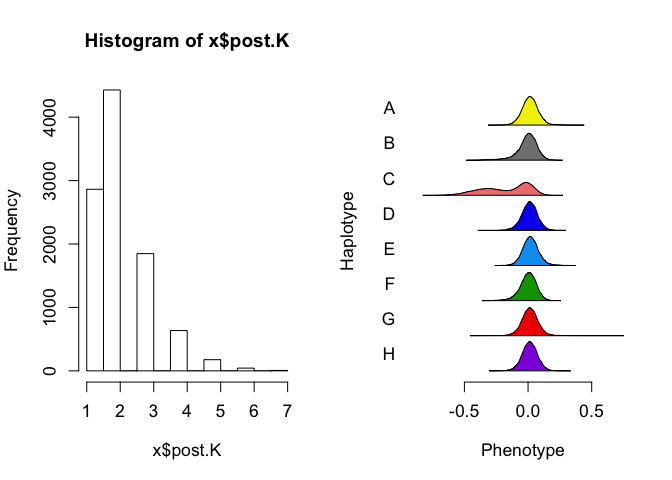 Histogram of x$post.K
Frequency
0
1000
2000
3000
4000
1 2 3 4 5 6 7
x$post.K
Haplotype
A
B
C
D
E
F
G
H
-0.5 0.0 0.5
Phenotype